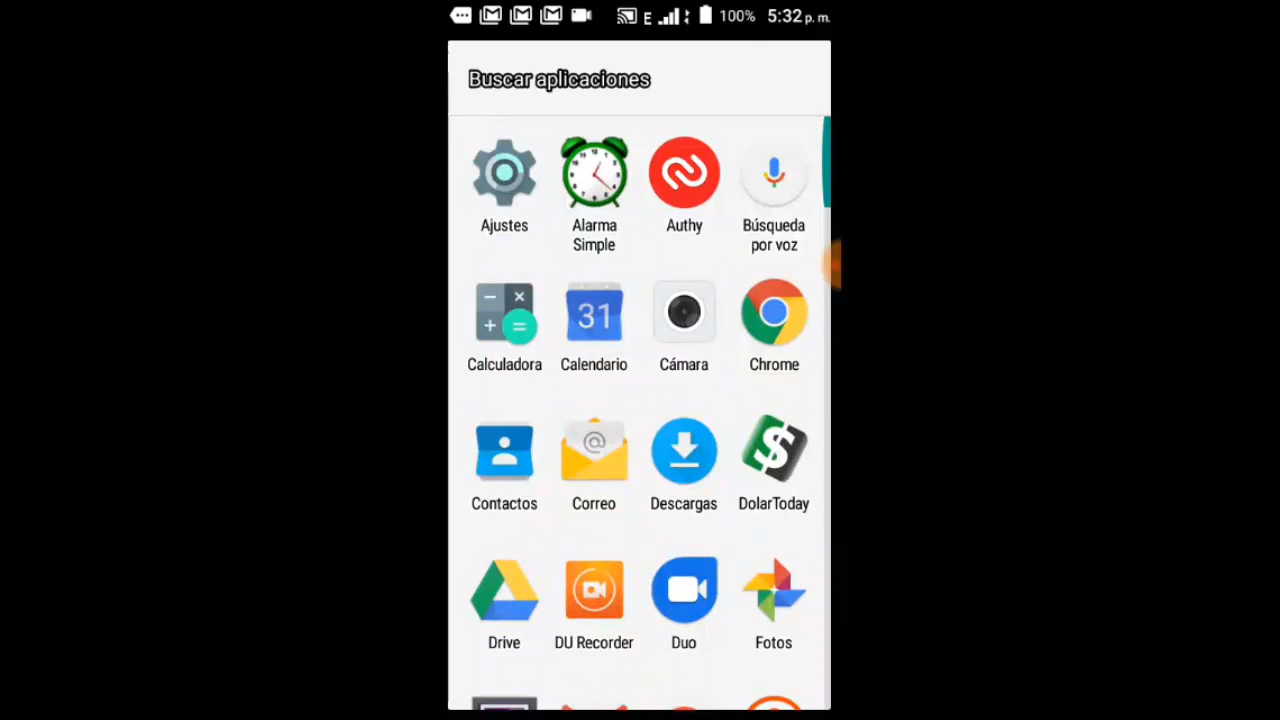 E 100% 5:32 p. m.
Buscar aplicaciones
Ajustes
Alarma
Simple
Authy
Búsqueda
por voz
31
Calculadora
Calendario
Cámara
Chrome
@
$
Contactos
Correo
Descargas
DolarToday
Drive
DU Recorder
Duo
Fotos